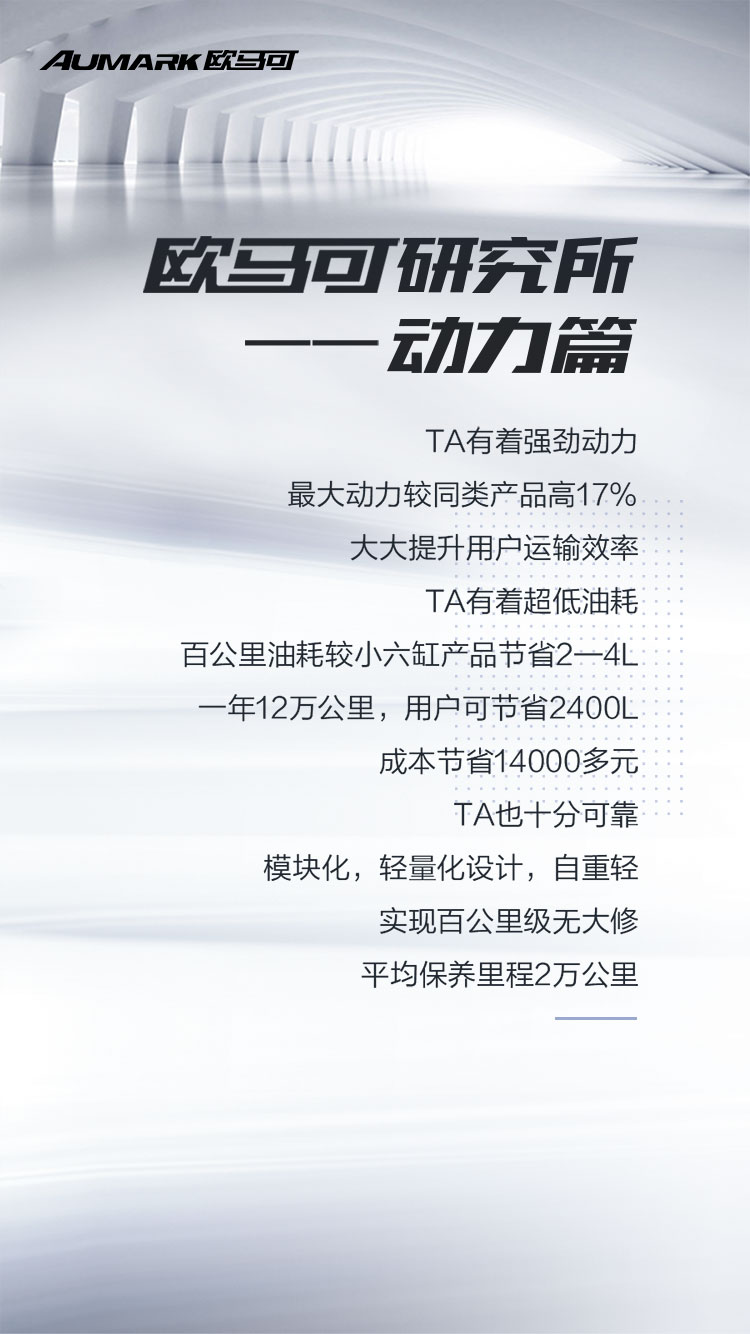 AUMARK 欧马可
欧马可研究所
——动力篇
TA有着强劲动力
最大动力较同类产品高17%
大大提升用户运输效率
TA有着超低油耗
百公里油耗较小六缸产品节省2—4L
一年12万公里，用户可节省2400L
成本节省14000多元
TA也十分可靠
模块化，轻量化设计，自重轻
实现百公里级无大修
平均保养里程2万公里